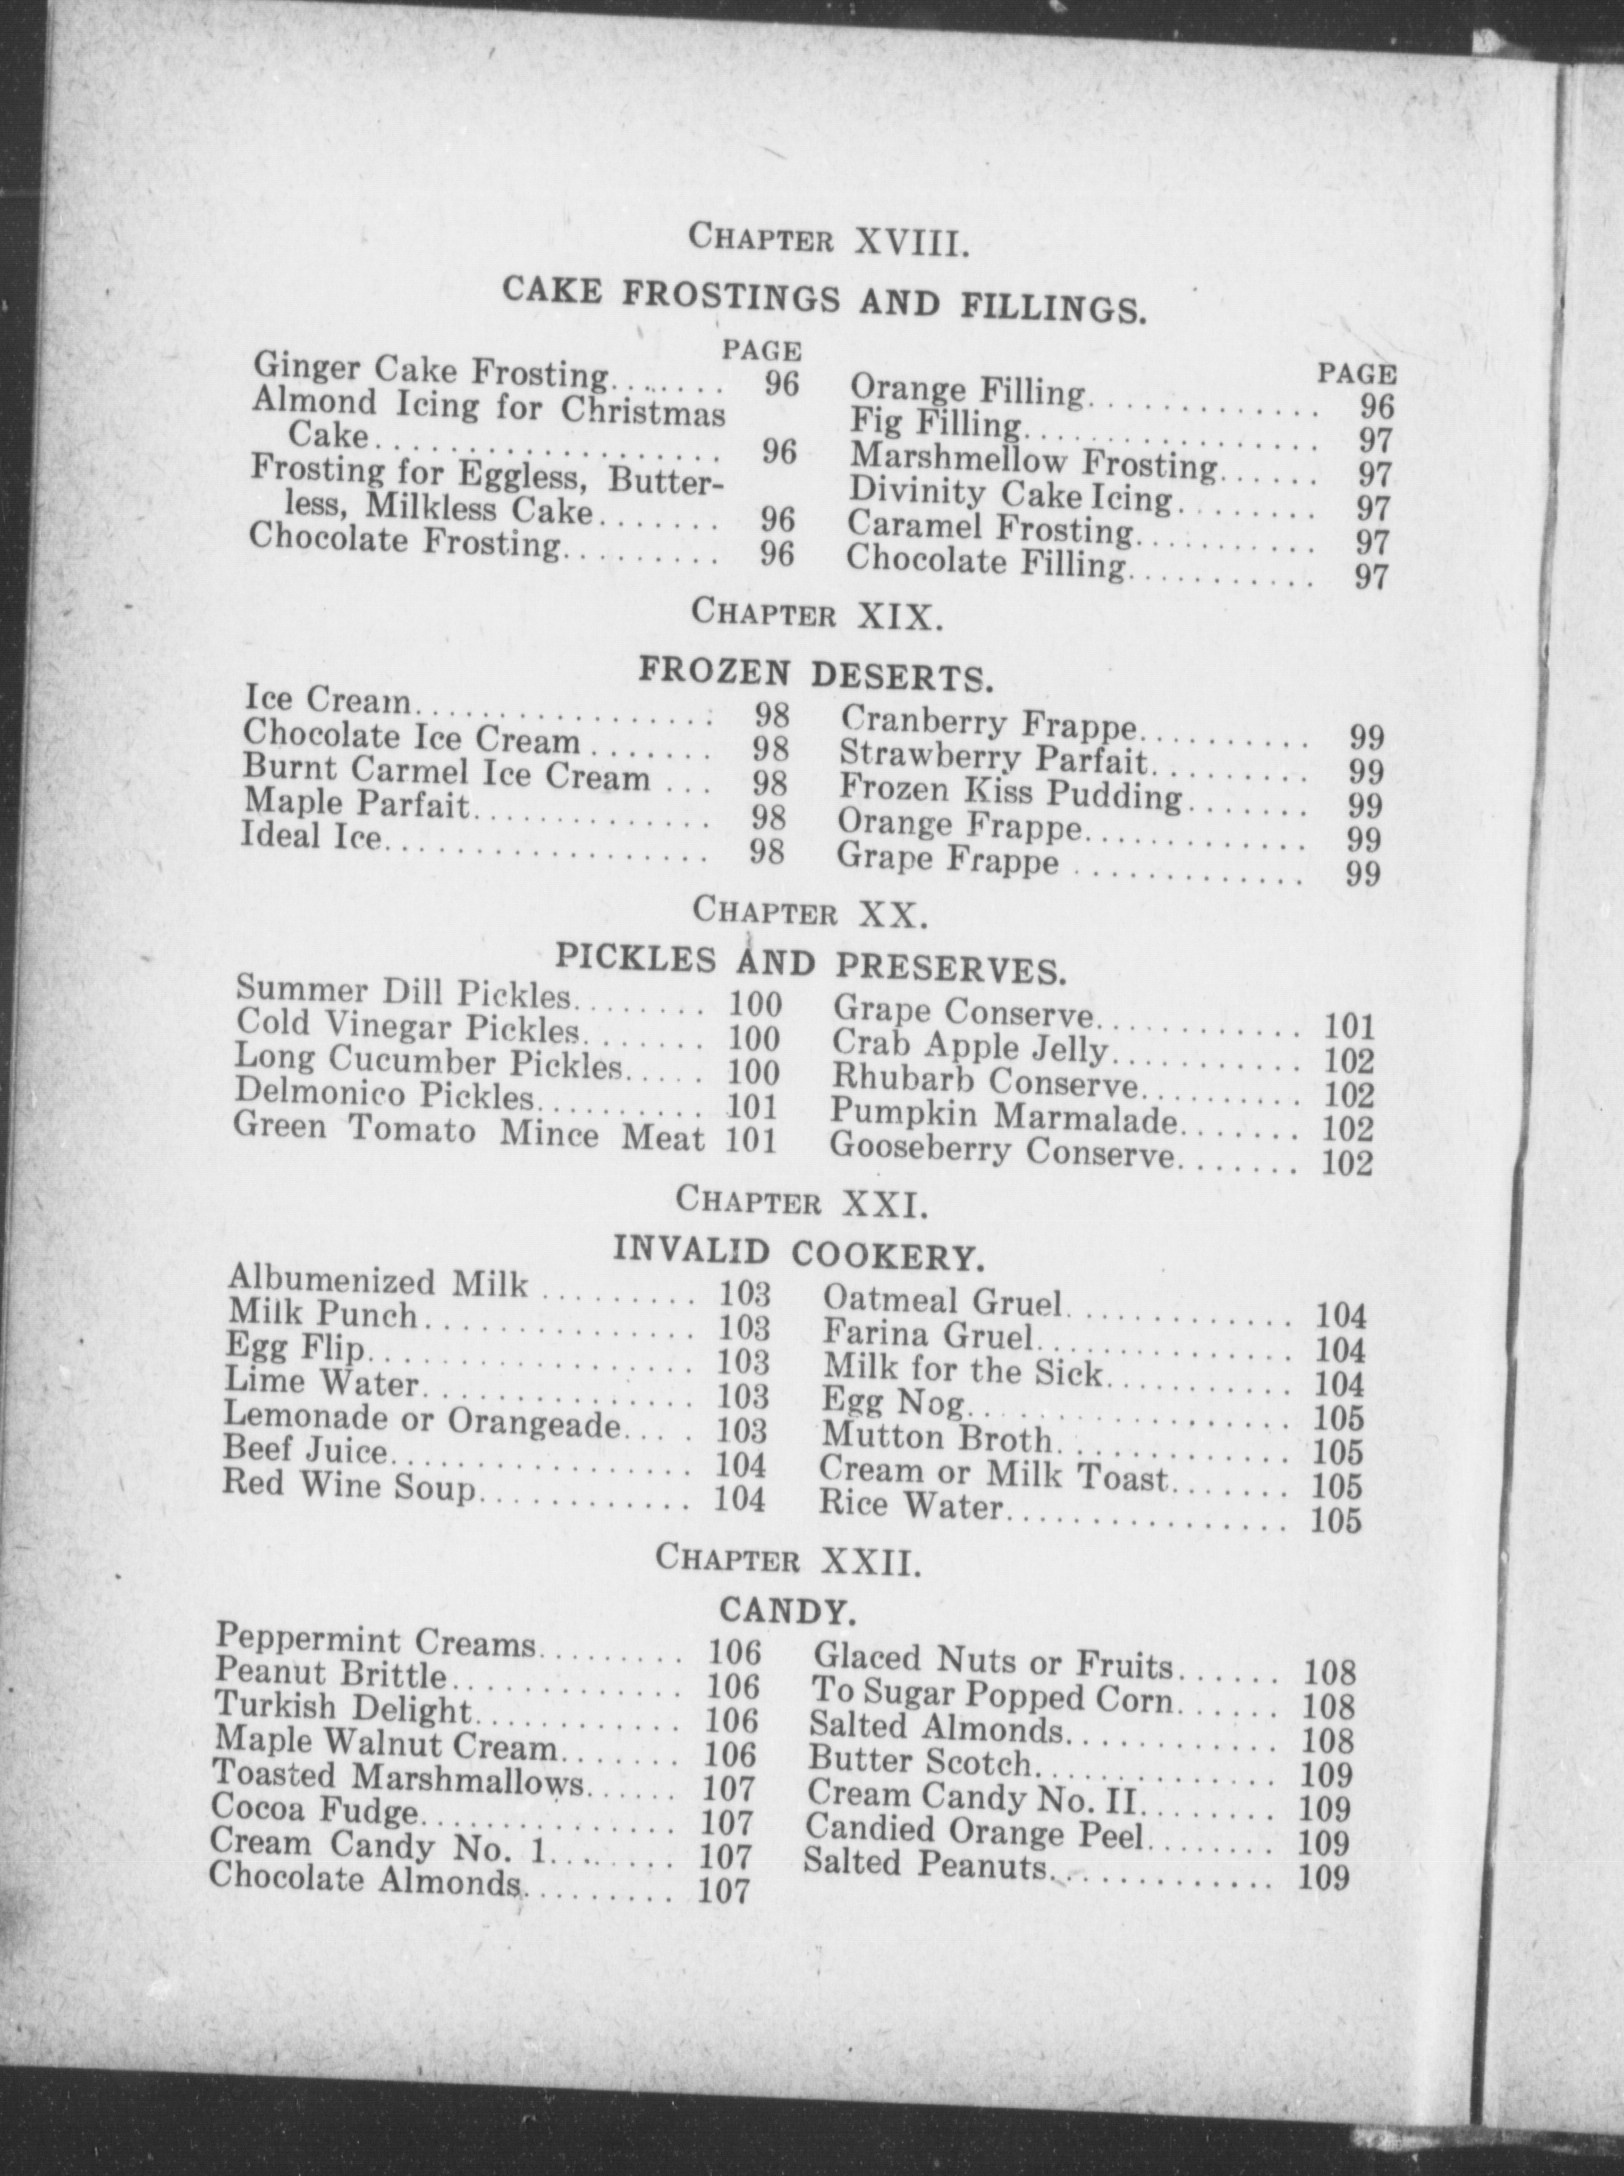 CHAPTER XVIII.
CAKE FROSTINGS AND FILLINGS.
PAGE
Ginger Cake Frosting........ 96
Almond Icing for Christmas
Cake................... 96
Frosting for Eggless, Butter-
less, Milkless Cake....... 96
Chocolate Frosting......... 96
PAGE
Orange Filling............. 96
Fig Filling................ 97
Marshmellow Frosting...... 97
Divinity Cake Icing........ 97
Caramel Frosting........... 97
Chocolate Filling........... 97
CHAPTER XIX.
FROZEN DESERTS.
Ice Cream................. 98
Chocolate Ice Cream ....... 98
Burnt Carmel Ice Cream ... 98
Maple Parfait.............. 98
Ideal Ice.................. 98
Cranberry Frappe.......... 99
Strawberry Parfait......... 99
Frozen Kiss Pudding....... 99
Orange Frappe............. 99
Grape Frappe ............. 99
CHAPTER XX.
PICKLES AND PRESERVES.
Summer Dill Pickles........ 100
Cold Vinegar Pickles....... 100
Long Cucumber Pickles..... 100
Delmonico Pickles.......... 101
Green Tomato Mince Meat 101
Grape Conserve............ 101
Crab Apple Jelly........... 102
Rhubarb Conserve.......... 102
Pumpkin Marmalade....... 102
Gooseberry Conserve....... 102
CHAPTER XXI.
INVALID COOKERY.
Albumenized Milk ......... 103
Milk Punch............... 103
Egg Flip.................. 103
Lime Water............... 103
Lemonade or Orangeade.... 103
Beef Juice................. 104
Red Wine Soup............ 104
Oatmeal Gruel............. 104
Farina Gruel............... 104
Milk for the Sick........... 104
Egg Nog.................. 105
Mutton Broth............. 105
Cream or Milk Toast....... 105
Rice Water................ 105
CHAPTER XXII.
CANDY.
Peppermint Creams......... 106
Peanut Brittle............. 106
Turkish Delight............ 106
Maple Walnut Cream....... 106
Toasted Marshmallows...... 107
Cocoa Fudge............... 107
Cream Candy No. 1........ 107
Chocolate Almonds......... 107
Glaced Nuts or Fruits...... 108
To Sugar Popped Corn...... 108
Salted Almonds............ 108
Butter Scotch.............. 109
Cream Candy No. II........ 109
Candied Orange Peel........ 109
Salted Peanuts............. 109